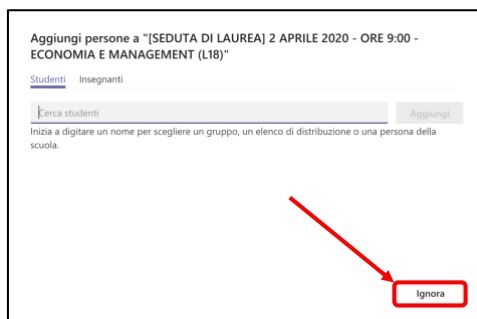 Aggiungi persone a "[SEDUTA DI LAUREA] 2 APRILE 2020 - ORE 9:00 -
ECONOMIA E MANAGEMENT (L18)"
Studenti Insegnanti
Cerca studenti Aggiungi
Inizia a digitare un nome per scegliere un gruppo, un elenco di distribuzione o una persona della
scuola.
Ignora